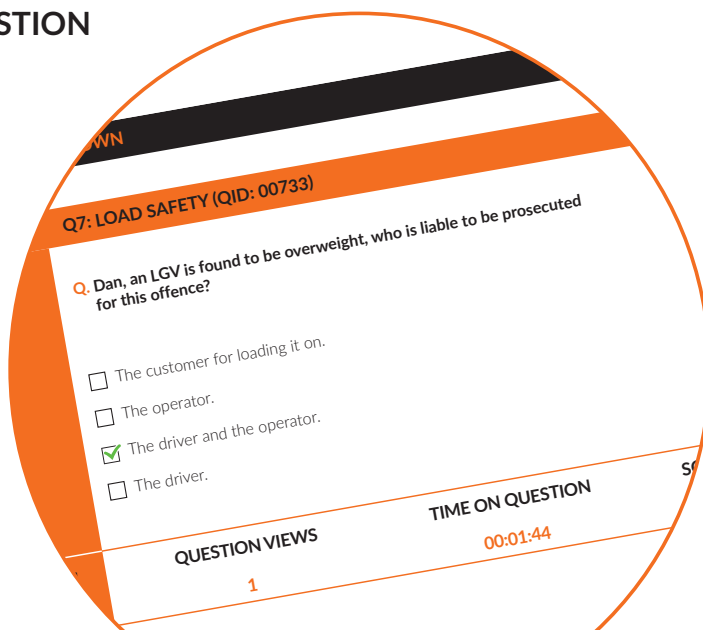 STION
WN
Q7: LOAD SAFETY (QID: 00733)
Q. Dan, an LGV is found to be overweight, who is liable to be prosecuted
for this offence?
The customer for loading it on.
The operator.
The driver and the operator.
The driver.
QUESTION VIEWS
TIME ON QUESTION
1
00:01:44